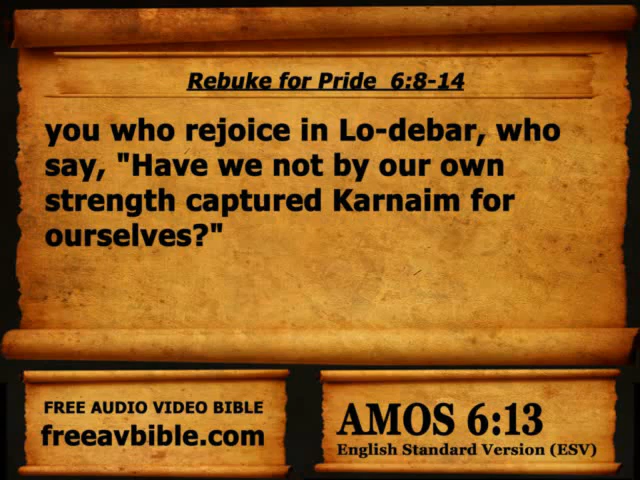 Rebuke for Pride  6:8-14
you who rejoice in Lo-debar, who
say, "Have we not by our own
strength captured Karnaim for
ourselves?"
FREE AUDIO VIDEO BIBLE
freeavbible.com
AMOS 6:13
English Standard Version (ESV)